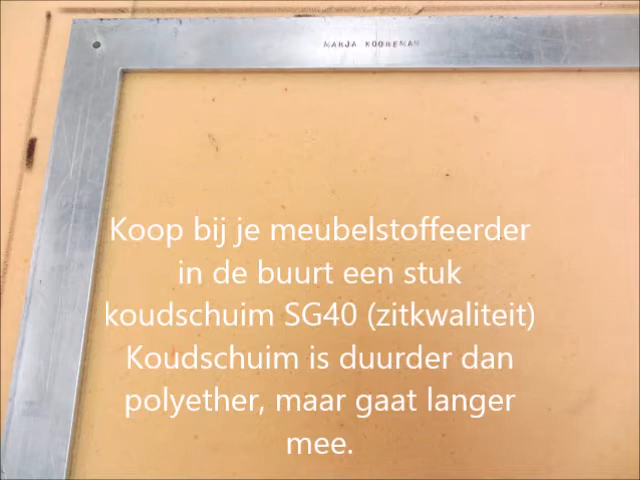 MARJA KOOREMAN
Koop bij je meubelstoffeerder
in de buurt een stuk
koudschuim SG40 (zitkwaliteit)
Koudschuim is duurder dan
polyether, maar gaat langer
mee.